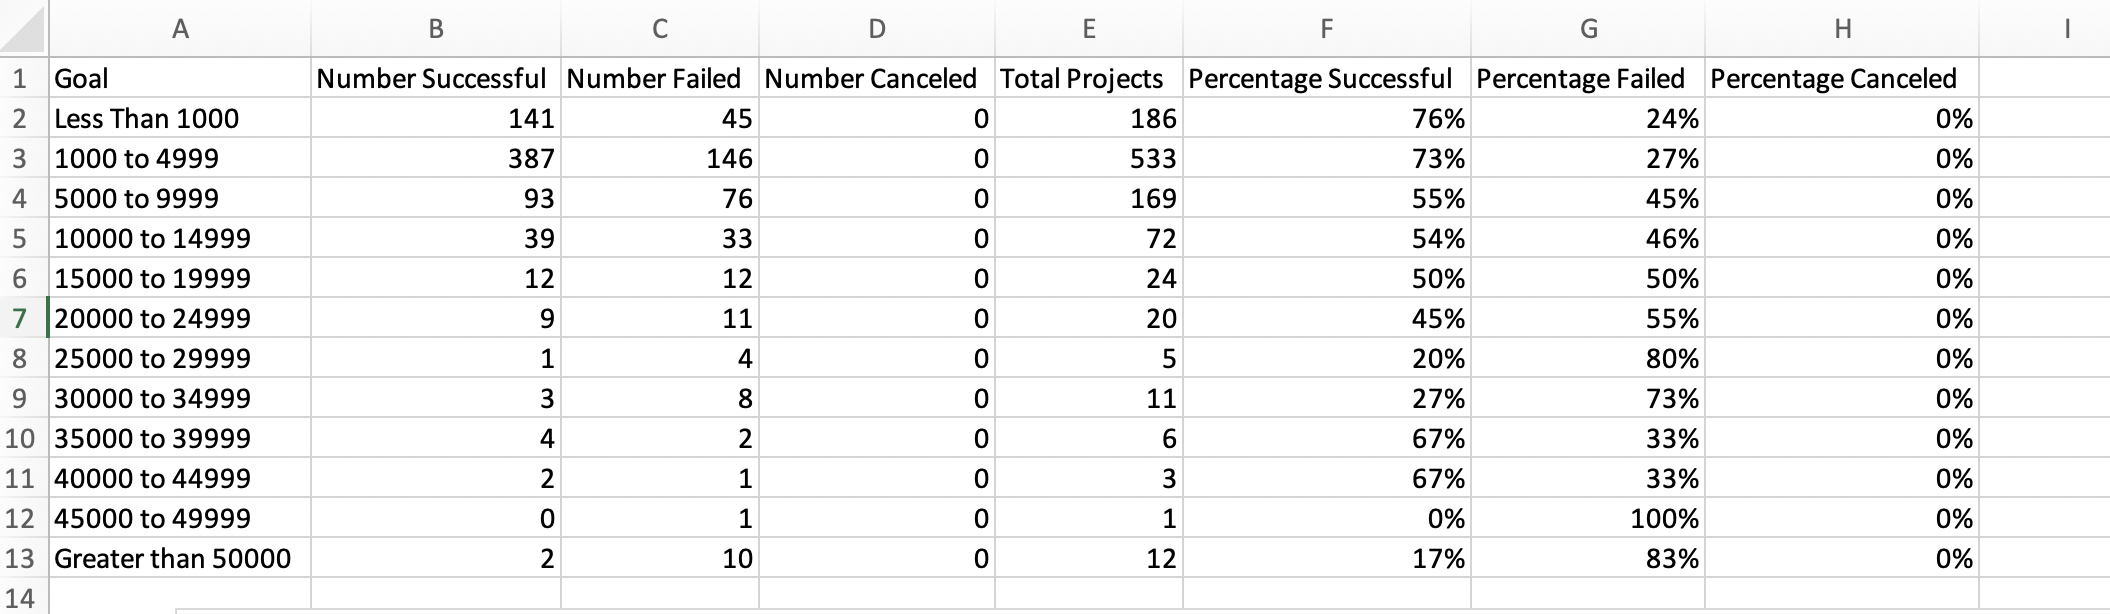 A B C D E F G H I
1 Goal Number Successful Number Failed Number Canceled Total Projects Percentage Successful Percentage Failed Percentage Canceled
2 Less Than 1000 141 45 0 186 76% 24% 0%
3 1000 to 4999 387 146 0 533 73% 27% 0%
4 5000 to 9999 93 76 0 169 55% 45% 0%
5 10000 to 14999 39 33 0 72 54% 46% 0%
6 15000 to 19999 12 12 0 24 50% 50% 0%
7 20000 to 24999 9 11 0 20 45% 55% 0%
8 25000 to 29999 1 4 0 5 20% 80% 0%
9 30000 to 34999 3 8 0 11 27% 73% 0%
10 35000 to 39999 4 2 0 6 67% 33% 0%
11 40000 to 44999 2 1 0 3 67% 33% 0%
12 45000 to 49999 0 1 0 1 0% 100% 0%
13 Greater than 50000 2 10 0 12 17% 83% 0%
14